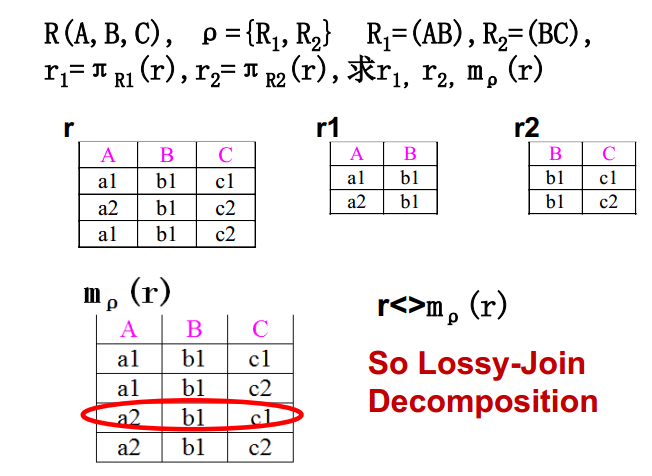 R(A,B,C), ρ={R₁,R₂} R₁=(AB),R₂=(BC),
r₁=π R1(r),r₂=π R2(r),求r₁, r₂, mρ(r)
r r1 r2
A B C A B B C
a1 b1 c1 a1 b1 b1 c1
a2 b1 c2 a2 b1 b1 c2
a1 b1 c2
mρ(r) r<>mρ(r)
A B C
a1 b1 c1
a1 b1 c2
a2 b1 c1
a2 b1 c2
So Lossy-Join
Decomposition